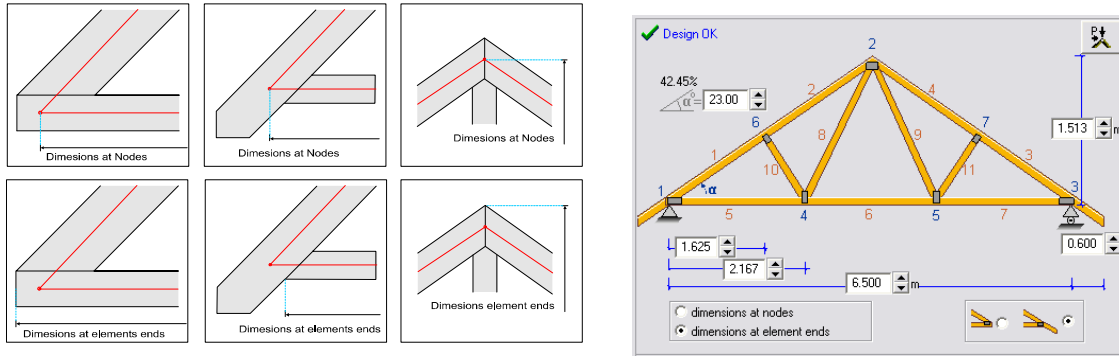 Dimesions at Nodes
Dimesions at Nodes
Dimesions at Nodes
Dimesions at elements ends
Dimesions at elements ends
Dimesions element ends
Design OK
P
2
42.45%
α°= 23.00
2
4
6
8
9
7
1.513 m
1
10
11
3
1
α
3
5
4
6
5
7
1.625
0.600
2.167
6.500 m
dimensions at nodes
dimensions at element ends